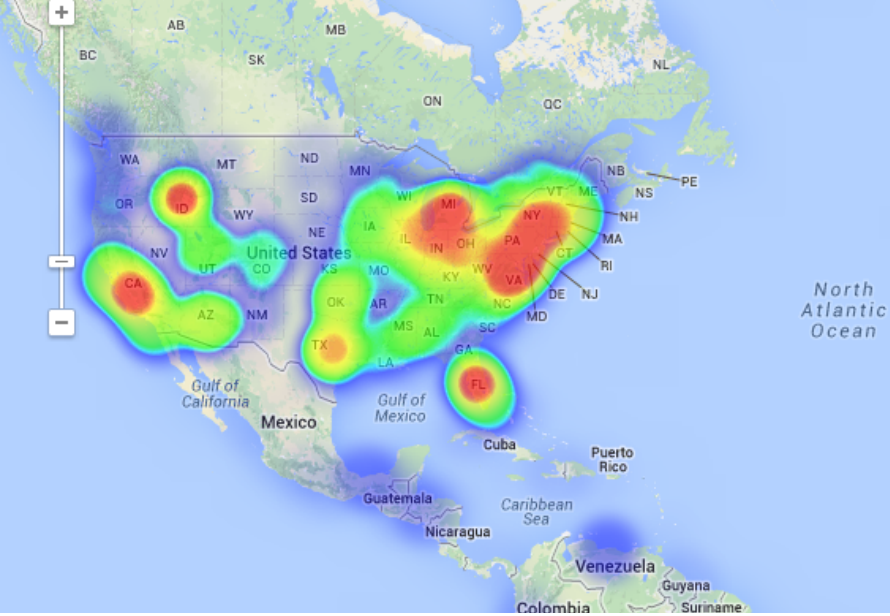 +
AB
MB
BC
SK
NL
ON
QC
WA
MT
ND
MN
NB
PE
OR
ID
WY
SD
WI
MI
VT
ME
NS
NH
IA
NY
MA
NE
IL
IN
OH
PA
CT
RI
NV
UT
CO
United States
KS
MO
KY
WV
VA
DE
NJ
MD
CA
AZ
NM
OK
AR
TN
NC
MS
AL
SC
GA
TX
LA
FL
North
Atlantic
Ocean
Gulf of
California
Gulf of
Mexico
Mexico
Cuba
Puerto
Rico
Guatemala
Caribbean
Sea
Nicaragua
Venezuela
Guyana
Colombia
Suriname